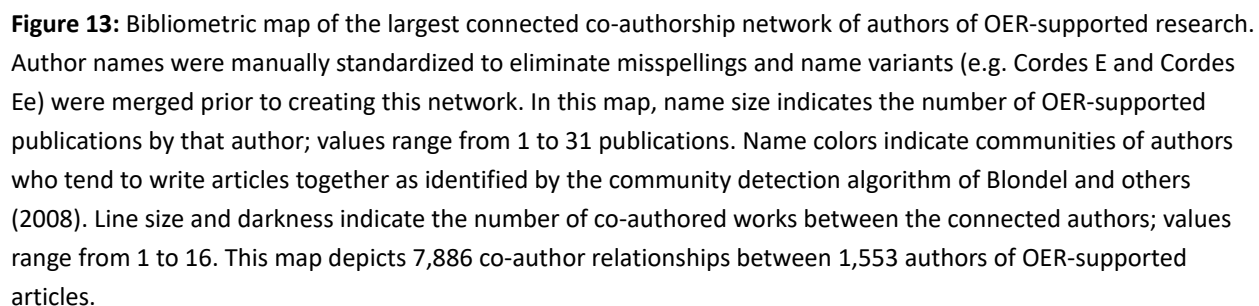 Figure 13: Bibliometric map of the largest connected co-authorship network of authors of OER-supported research.
Author names were manually standardized to eliminate misspellings and name variants (e.g. Cordes E and Cordes
Ee) were merged prior to creating this network. In this map, name size indicates the number of OER-supported
publications by that author; values range from 1 to 31 publications. Name colors indicate communities of authors
who tend to write articles together as identified by the community detection algorithm of Blondel and others
(2008). Line size and darkness indicate the number of co-authored works between the connected authors; values
range from 1 to 16. This map depicts 7,886 co-author relationships between 1,553 authors of OER-supported
articles.